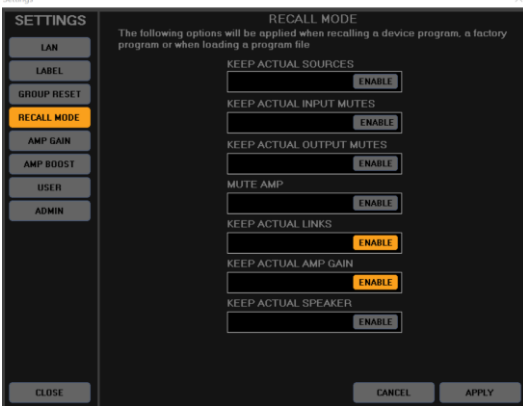 Settings
SETTINGS
LAN
LABEL
GROUP RESET
RECALL MODE
AMP GAIN
AMP BOOST
USER
ADMIN
CLOSE
RECALL MODE
The following options will be applied when recalling a device program, a factory
program or when loading a program file
KEEP ACTUAL SOURCES
ENABLE
KEEP ACTUAL INPUT MUTES
ENABLE
KEEP ACTUAL OUTPUT MUTES
ENABLE
MUTE AMP
ENABLE
KEEP ACTUAL LINKS
ENABLE
KEEP ACTUAL AMP GAIN
ENABLE
KEEP ACTUAL SPEAKER
ENABLE
CANCEL
APPLY